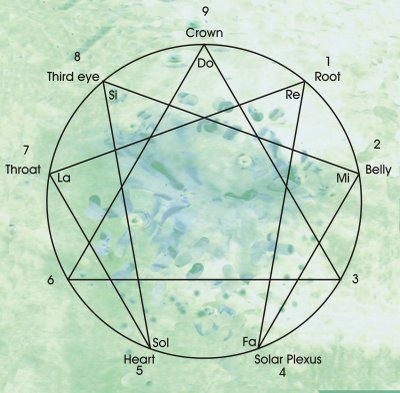 9
Crown
Do
8
Third eye
Si
1
Root
Re
7
Throat
La
2
Belly
Mi
6
3
Sol
Heart
5
Fa
Solar Plexus
4